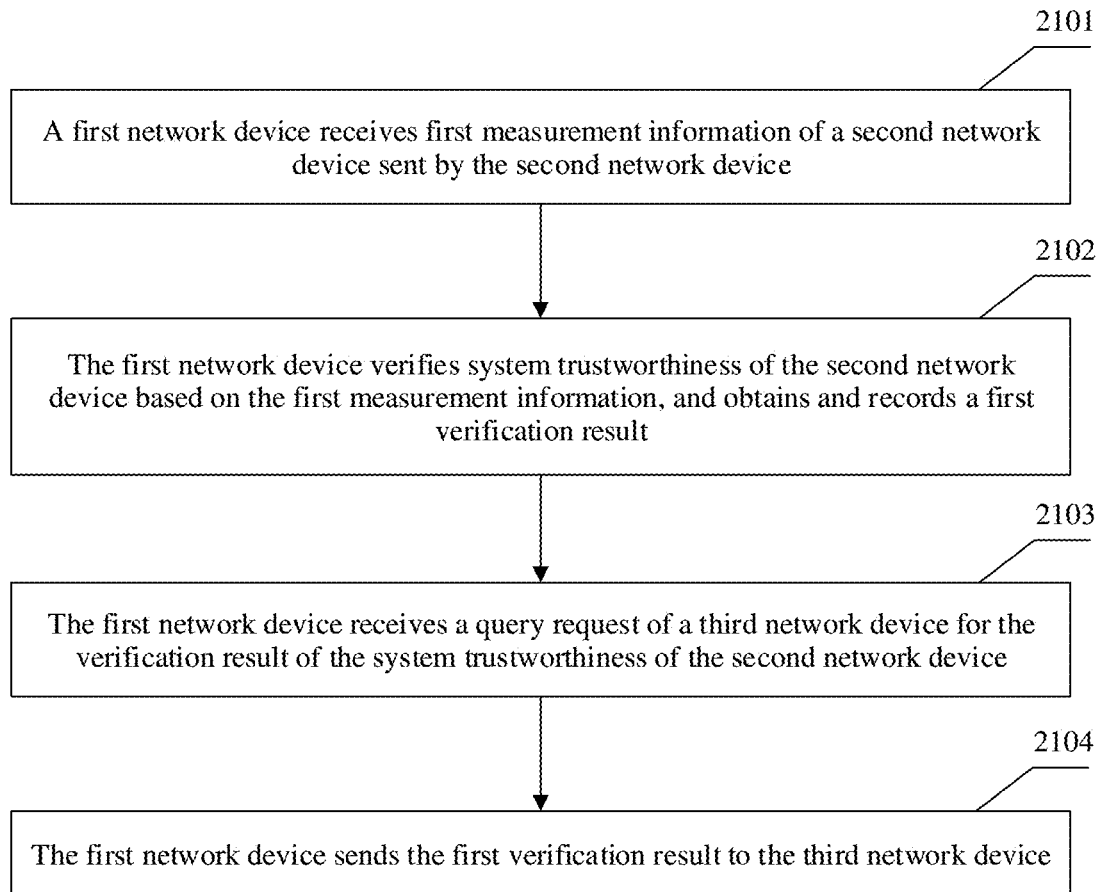 2101
A first network device receives first measurement information of a second network
device sent by the second network device
2102
The first network device verifies system trustworthiness of the second network
device based on the first measurement information, and obtains and records a first
verification result
2103
The first network device receives a query request of a third network device for the
verification result of the system trustworthiness of the second network device
2104
The first network device sends the first verification result to the third network device